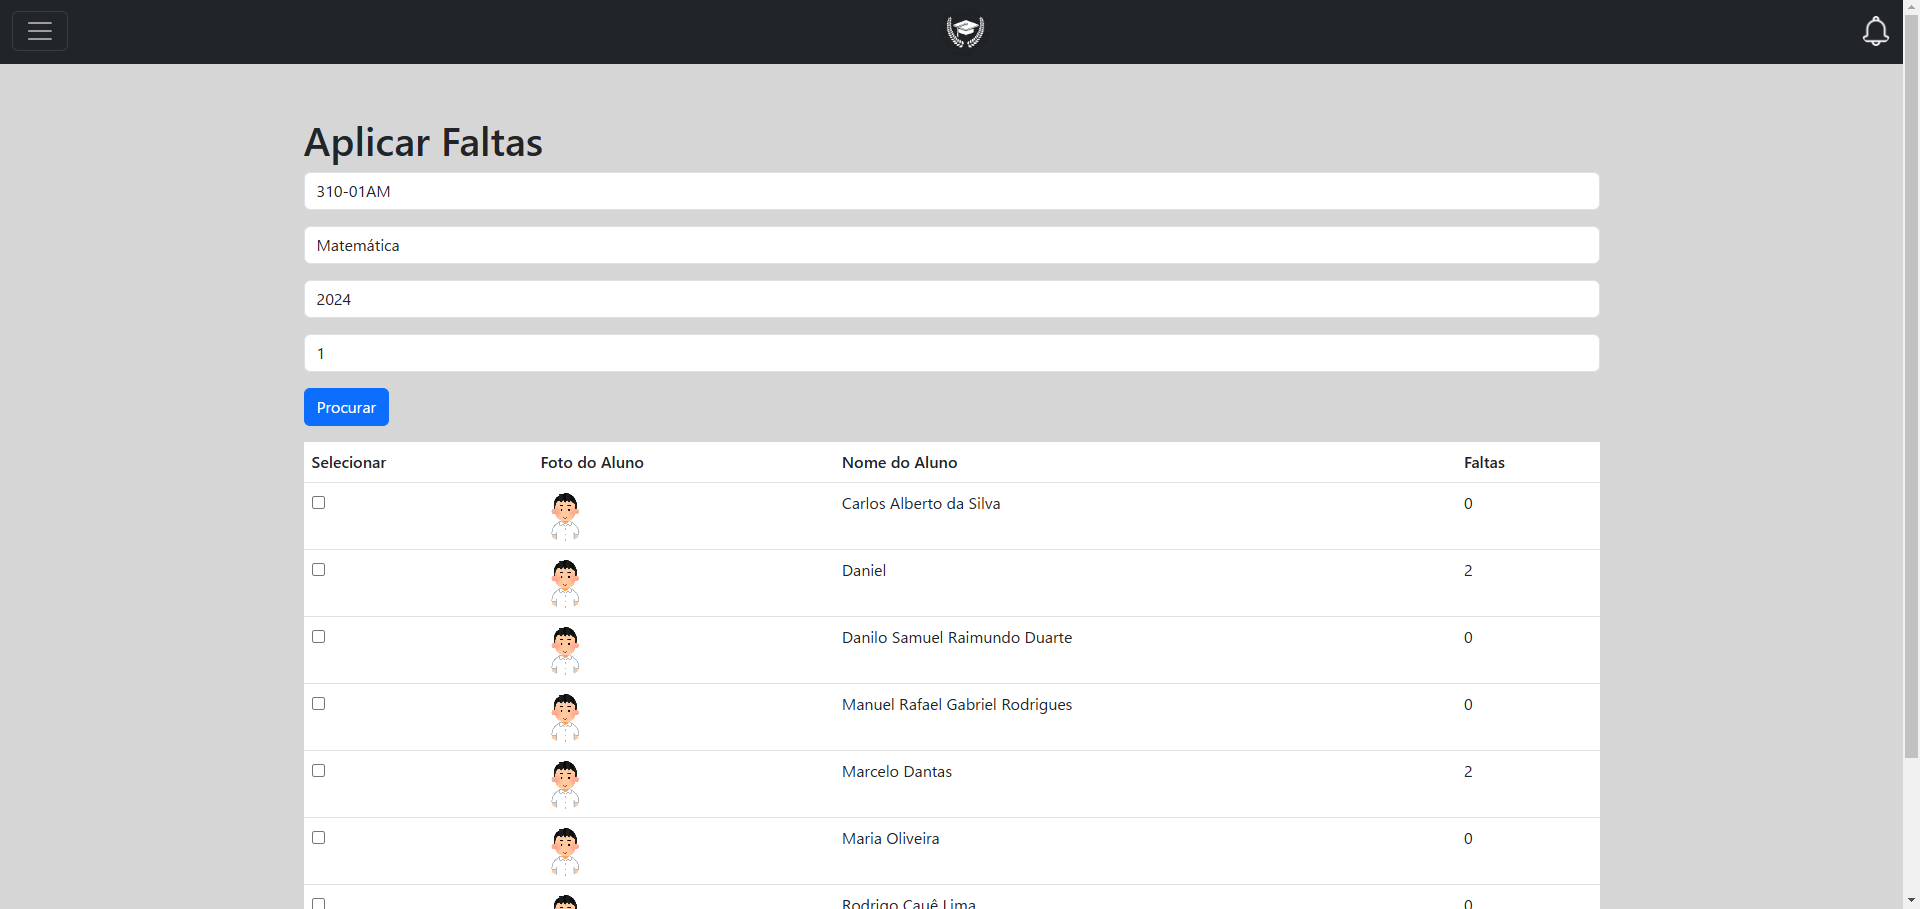 Aplicar Faltas
310-01AM
Matemática
2024
1
Procurar
Selecionar Foto do Aluno Nome do Aluno Faltas
Carlos Alberto da Silva 0
Daniel 2
Danilo Samuel Raimundo Duarte 0
Manuel Rafael Gabriel Rodrigues 0
Marcelo Dantas 2
Maria Oliveira 0
Rodrigo Cauê Lima 0